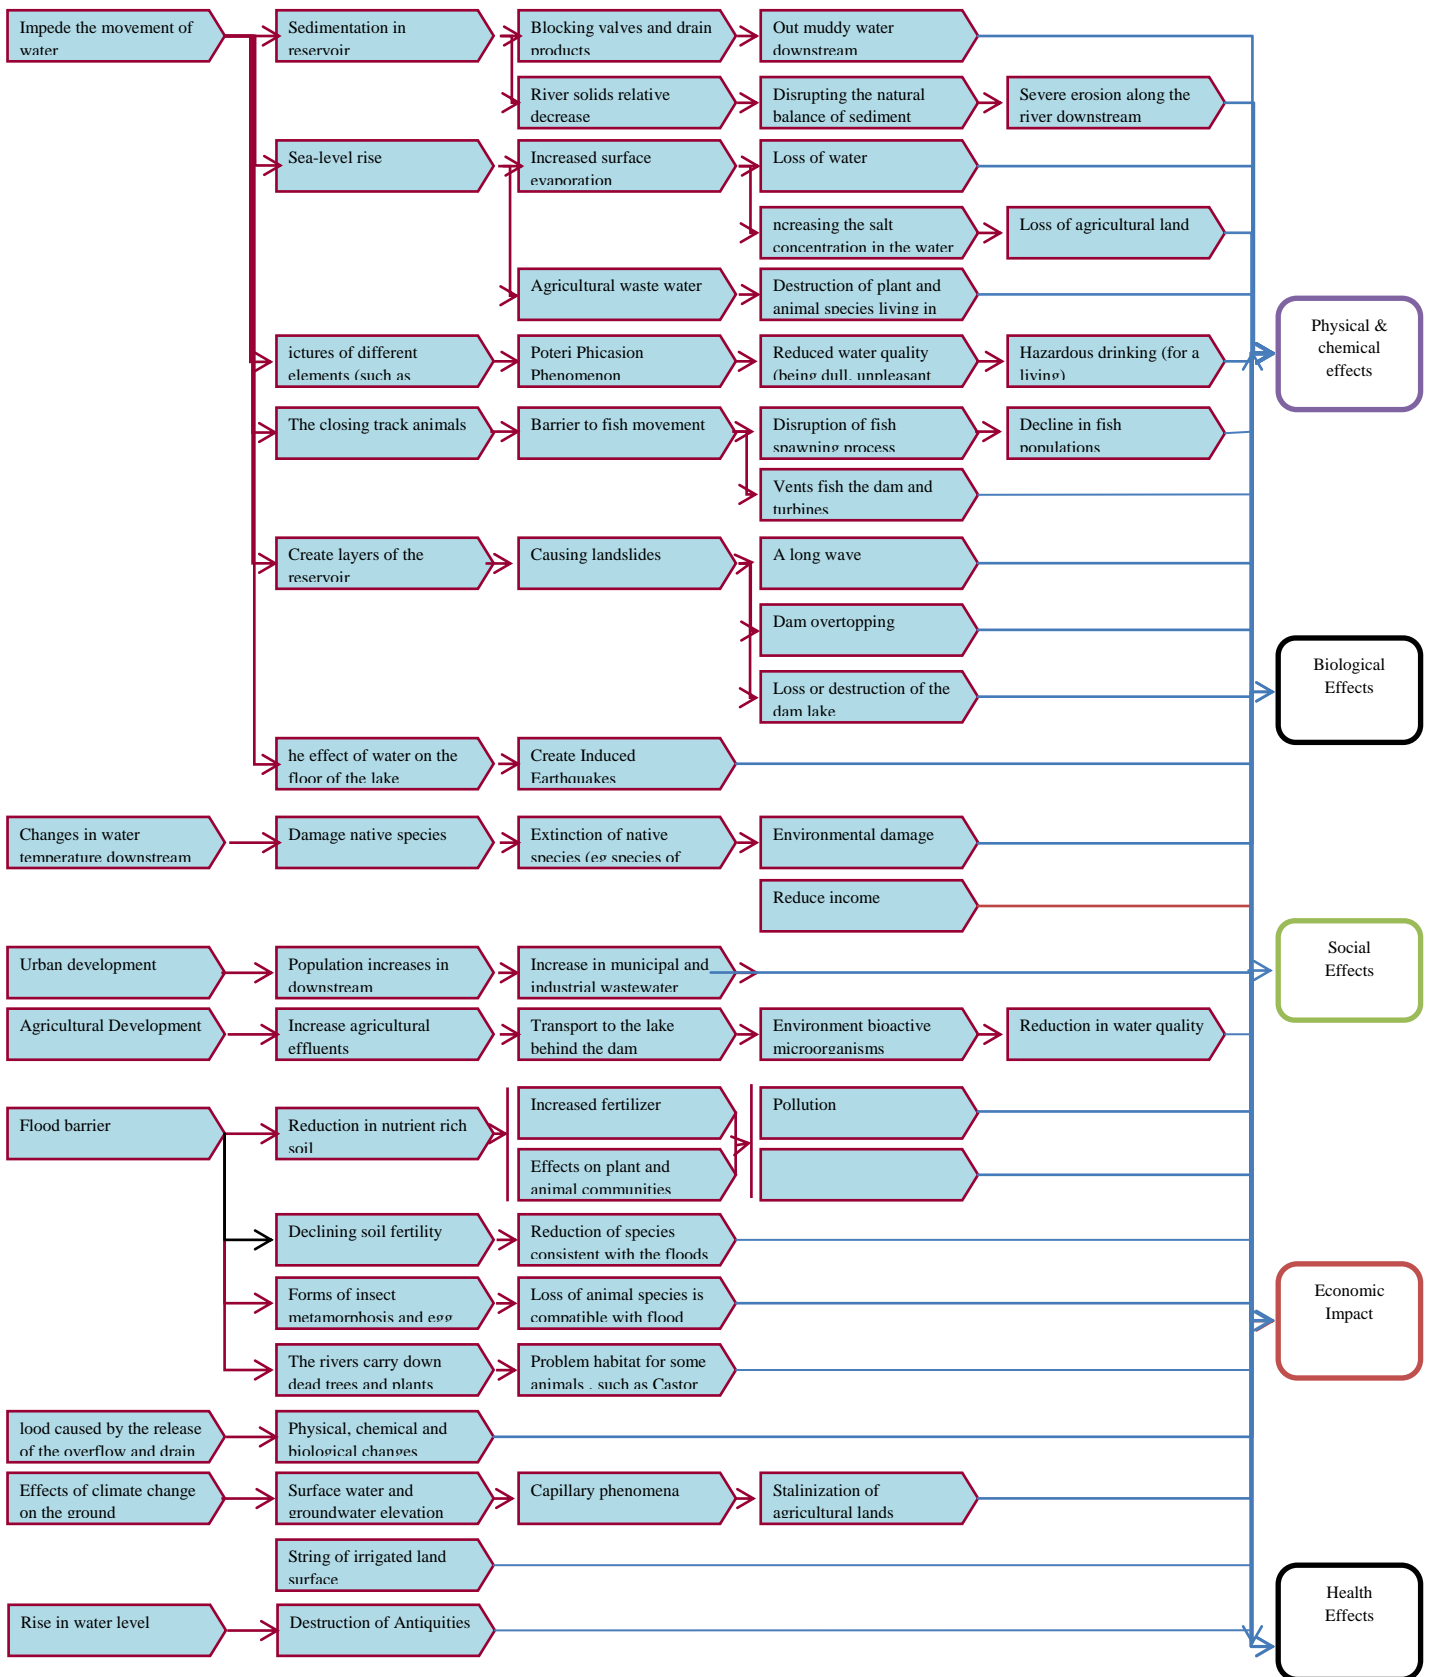 Impede the movement of
water
Sedimentation in
reservoir
Blocking valves and drain
products
Out muddy water
downstream
River solids relative
decrease
Disrupting the natural
balance of sediment
Severe erosion along the
river downstream
Sea-level rise
Increased surface
evaporation
Loss of water
ncreasing the salt
concentration in the water
Loss of agricultural land
Agricultural waste water
Destruction of plant and
animal species living in
ictures of different
elements (such as
Poteri Phicasion
Phenomenon
Reduced water quality
(being dull, unpleasant
Hazardous drinking (for a
living)
The closing track animals
Barrier to fish movement
Disruption of fish
spawning process
Decline in fish
populations
Vents fish the dam and
turbines
Create layers of the
reservoir
Causing landslides
A long wave
Dam overtopping
Loss or destruction of the
dam lake
he effect of water on the
floor of the lake
Create Induced
Earthquakes
Changes in water
temperature downstream
Damage native species
Extinction of native
species (eg species of
Environmental damage
Reduce income
Urban development
Population increases in
downstream
Increase in municipal and
industrial wastewater
Agricultural Development
Increase agricultural
effluents
Transport to the lake
behind the dam
Environment bioactive
microorganisms
Reduction in water quality
Flood barrier
Reduction in nutrient rich
soil
Increased fertilizer
Effects on plant and
animal communities
Pollution
Declining soil fertility
Reduction of species
consistent with the floods
Forms of insect
metamorphosis and egg
Loss of animal species is
compatible with flood
The rivers carry down
dead trees and plants
Problem habitat for some
animals , such as Castor
lood caused by the release
of the overflow and drain
Physical, chemical and
biological changes
Effects of climate change
on the ground
Surface water and
groundwater elevation
Capillary phenomena
Stalinization of
agricultural lands
String of irrigated land
surface
Rise in water level
Destruction of Antiquities
Physical &
chemical
effects
Biological
Effects
Social
Effects
Economic
Impact
Health
Effects